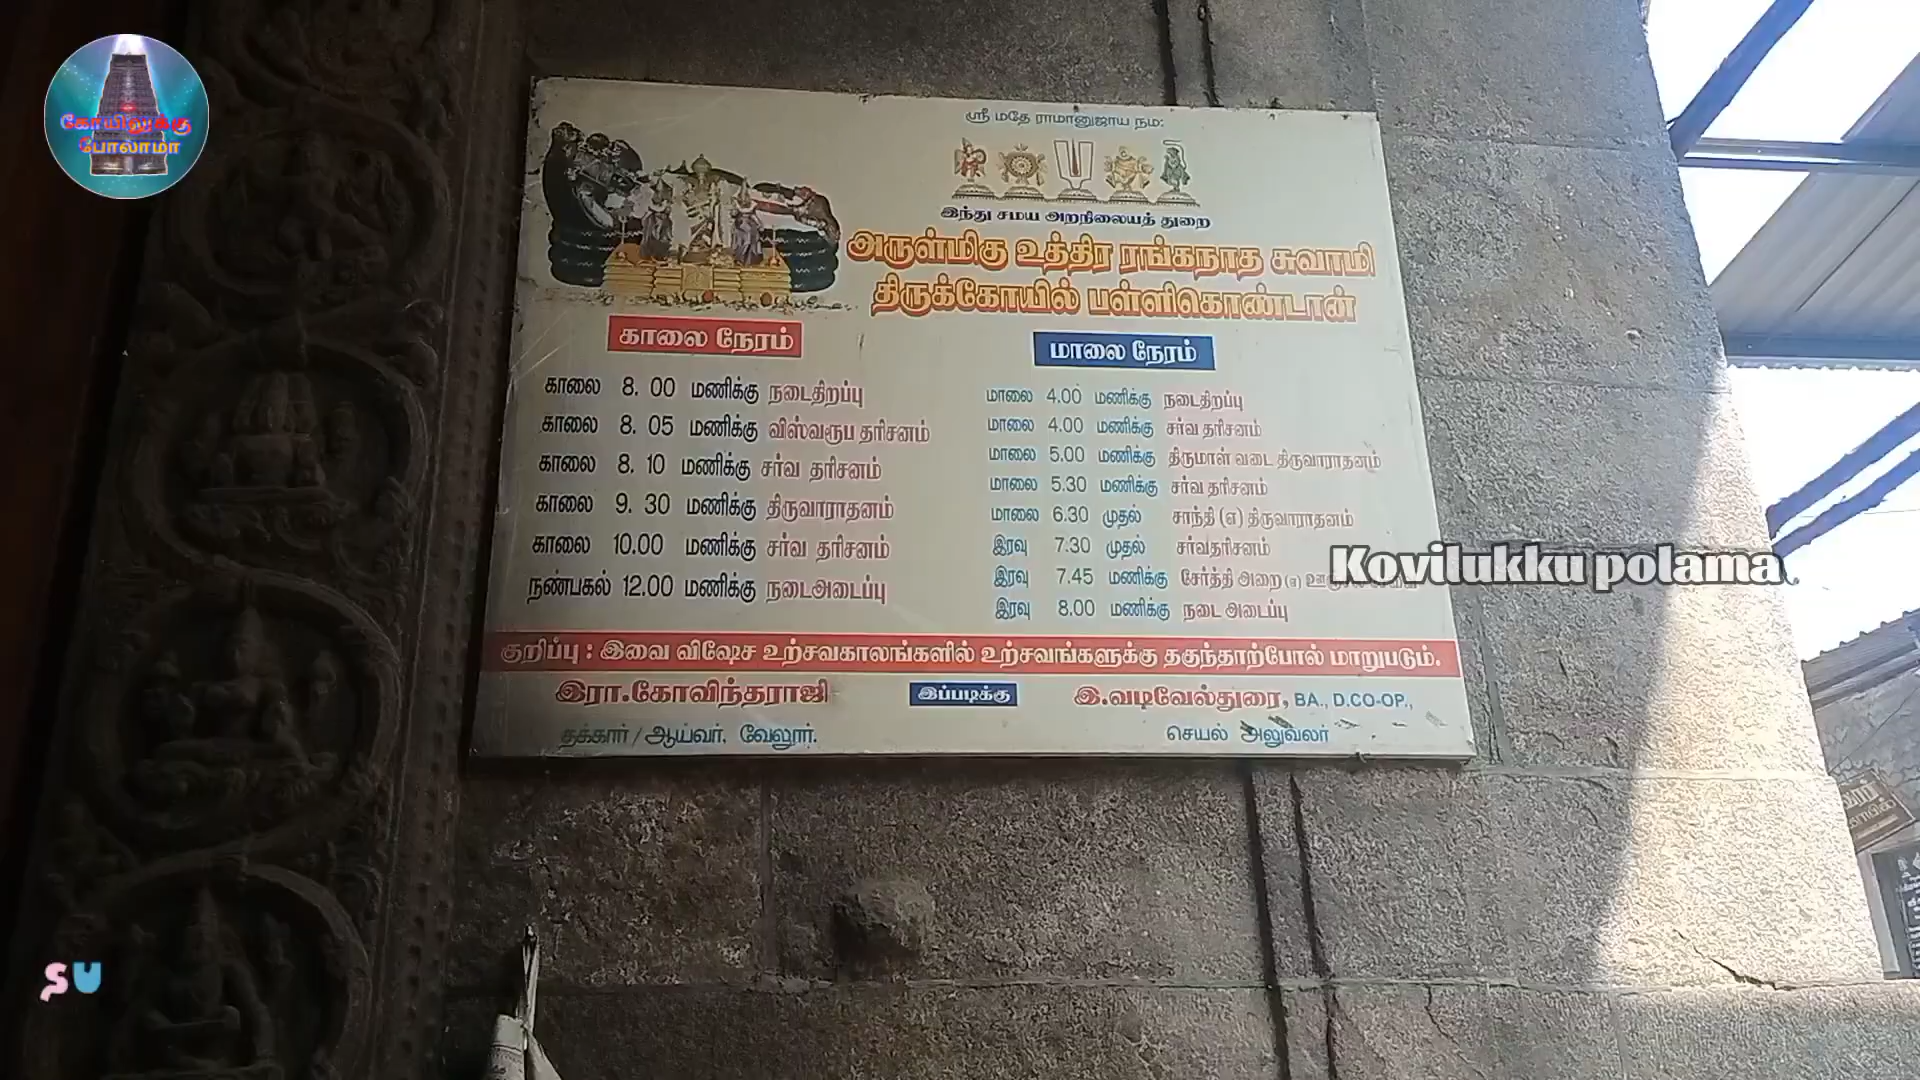 கோயிலுக்கு
போலாமா
ஸ்ரீ மதே ராமானுஜாய நம:
இந்து சமய அறநிலையத் துறை
அருள்மிகு உத்திர ரங்கநாத சுவாமி
திருக்கோயில் பள்ளிகொண்டான்
காலை நேரம்
காலை 8. 00 மணிக்கு நடைதிறப்பு
காலை 8. 05 மணிக்கு விஸ்வரூப தரிசனம்
காலை 8. 10 மணிக்கு சர்வ தரிசனம்
காலை 9. 30 மணிக்கு திருவாராதனம்
காலை 10.00 மணிக்கு சர்வ தரிசனம்
நண்பகல் 12.00 மணிக்கு நடைஅடைப்பு
மாலை நேரம்
மாலை 4.00 மணிக்கு நடைதிறப்பு
மாலை 4.00 மணிக்கு சர்வ தரிசனம்
மாலை 5.00 மணிக்கு திருமால் வடை திருவாராதனம்
மாலை 5.30 மணிக்கு சர்வ தரிசனம்
மாலை 6.30 முதல் சாந்தி (எ) திருவாராதனம்
இரவு 7.30 முதல் சர்வதரிசனம்
இரவு 7.45 மணிக்கு சேர்த்தி அறை (எ)
இரவு 8.00 மணிக்கு நடை அடைப்பு
Kovilukku polama
குறிப்பு : இவை விஷேச உற்சவகாலங்களில் உற்சவங்களுக்கு தகுந்தாற்போல் மாறுபடும்.
இரா.கோவிந்தராஜி
தக்கார் / ஆய்வர், வேலூர்.
இப்படிக்கு
இ.வடிவேல்துரை, BA., D.CO-OP.,
செயல் அலுவலர்
SU